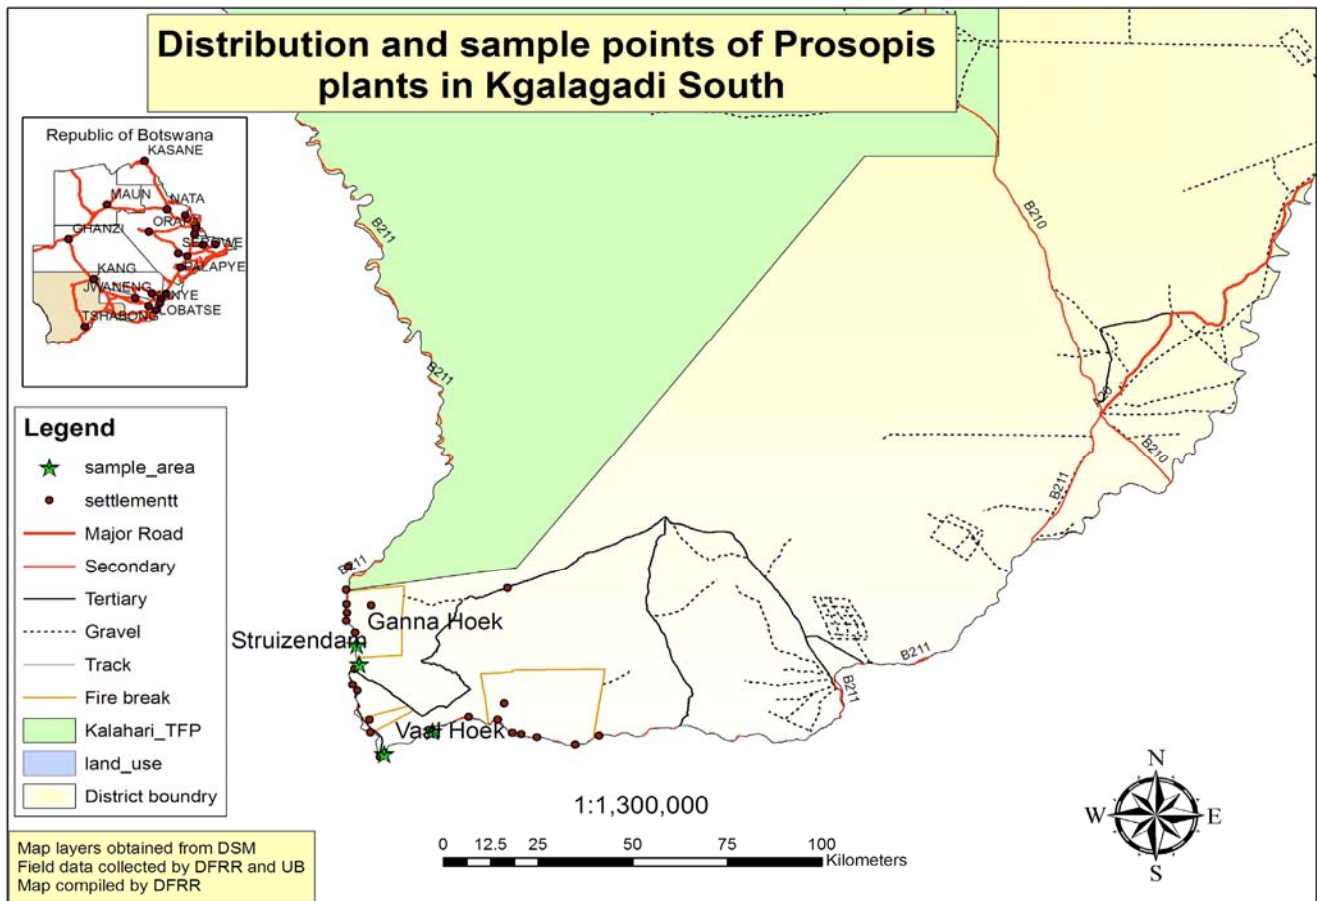 Distribution and sample points of Prosopis
plants in Kgalagadi South
Republic of Botswana
KASANE
MAUN
NATA
ORAPA
GHANZI
SEROWE
PALAPYE
KANG
JWANENG
LOBATSE
TSHABONG
B211
B211
B210
A20
B210
B211
B211
B211
B211
Ganna Hoek
Struizendam
Vaal Hoek
Legend
sample_area
settlementt
Major Road
Secondary
Tertiary
Gravel
Track
Fire break
Kalahari_TFP
land_use
District boundry
1:1,300,000
0 12.5 25 50 75 100
Kilometers
N
W E
S
Map layers obtained from DSM
Field data collected by DFRR and UB
Map compiled by DFRR